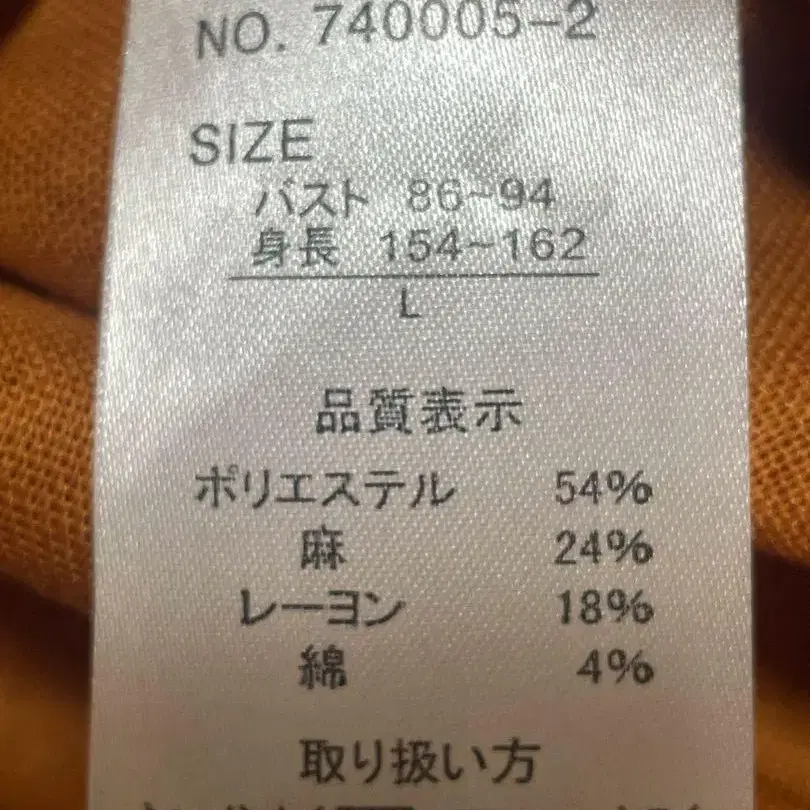 NO. 740005-2
SIZE
バスト 86~94
身長 154~162
L
品質表示
ポリエステル 54%
麻 24%
レーヨン 18%
綿 4%
取り扱い方